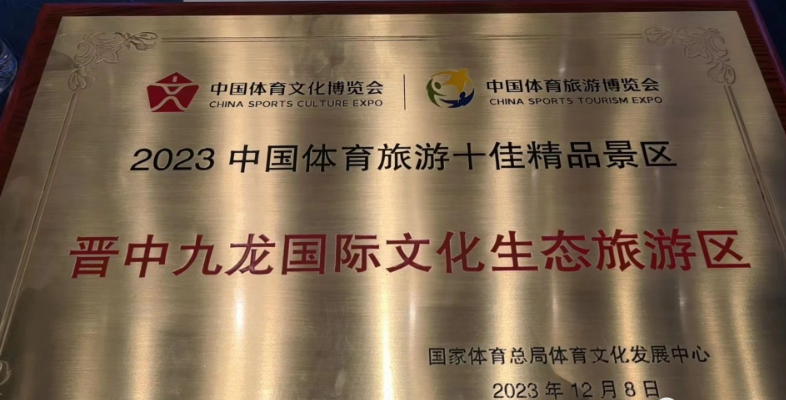 中国体育文化博览会 中国体育旅游博览会
CHINA SPORTS CULTURE EXPO CHINA SPORTS TOURISM EXPO
2023 中国体育旅游十佳精品景区
晋中九龙国际文化生态旅游区
国家体育总局体育文化发展中心
2023 年 12 月 8 日